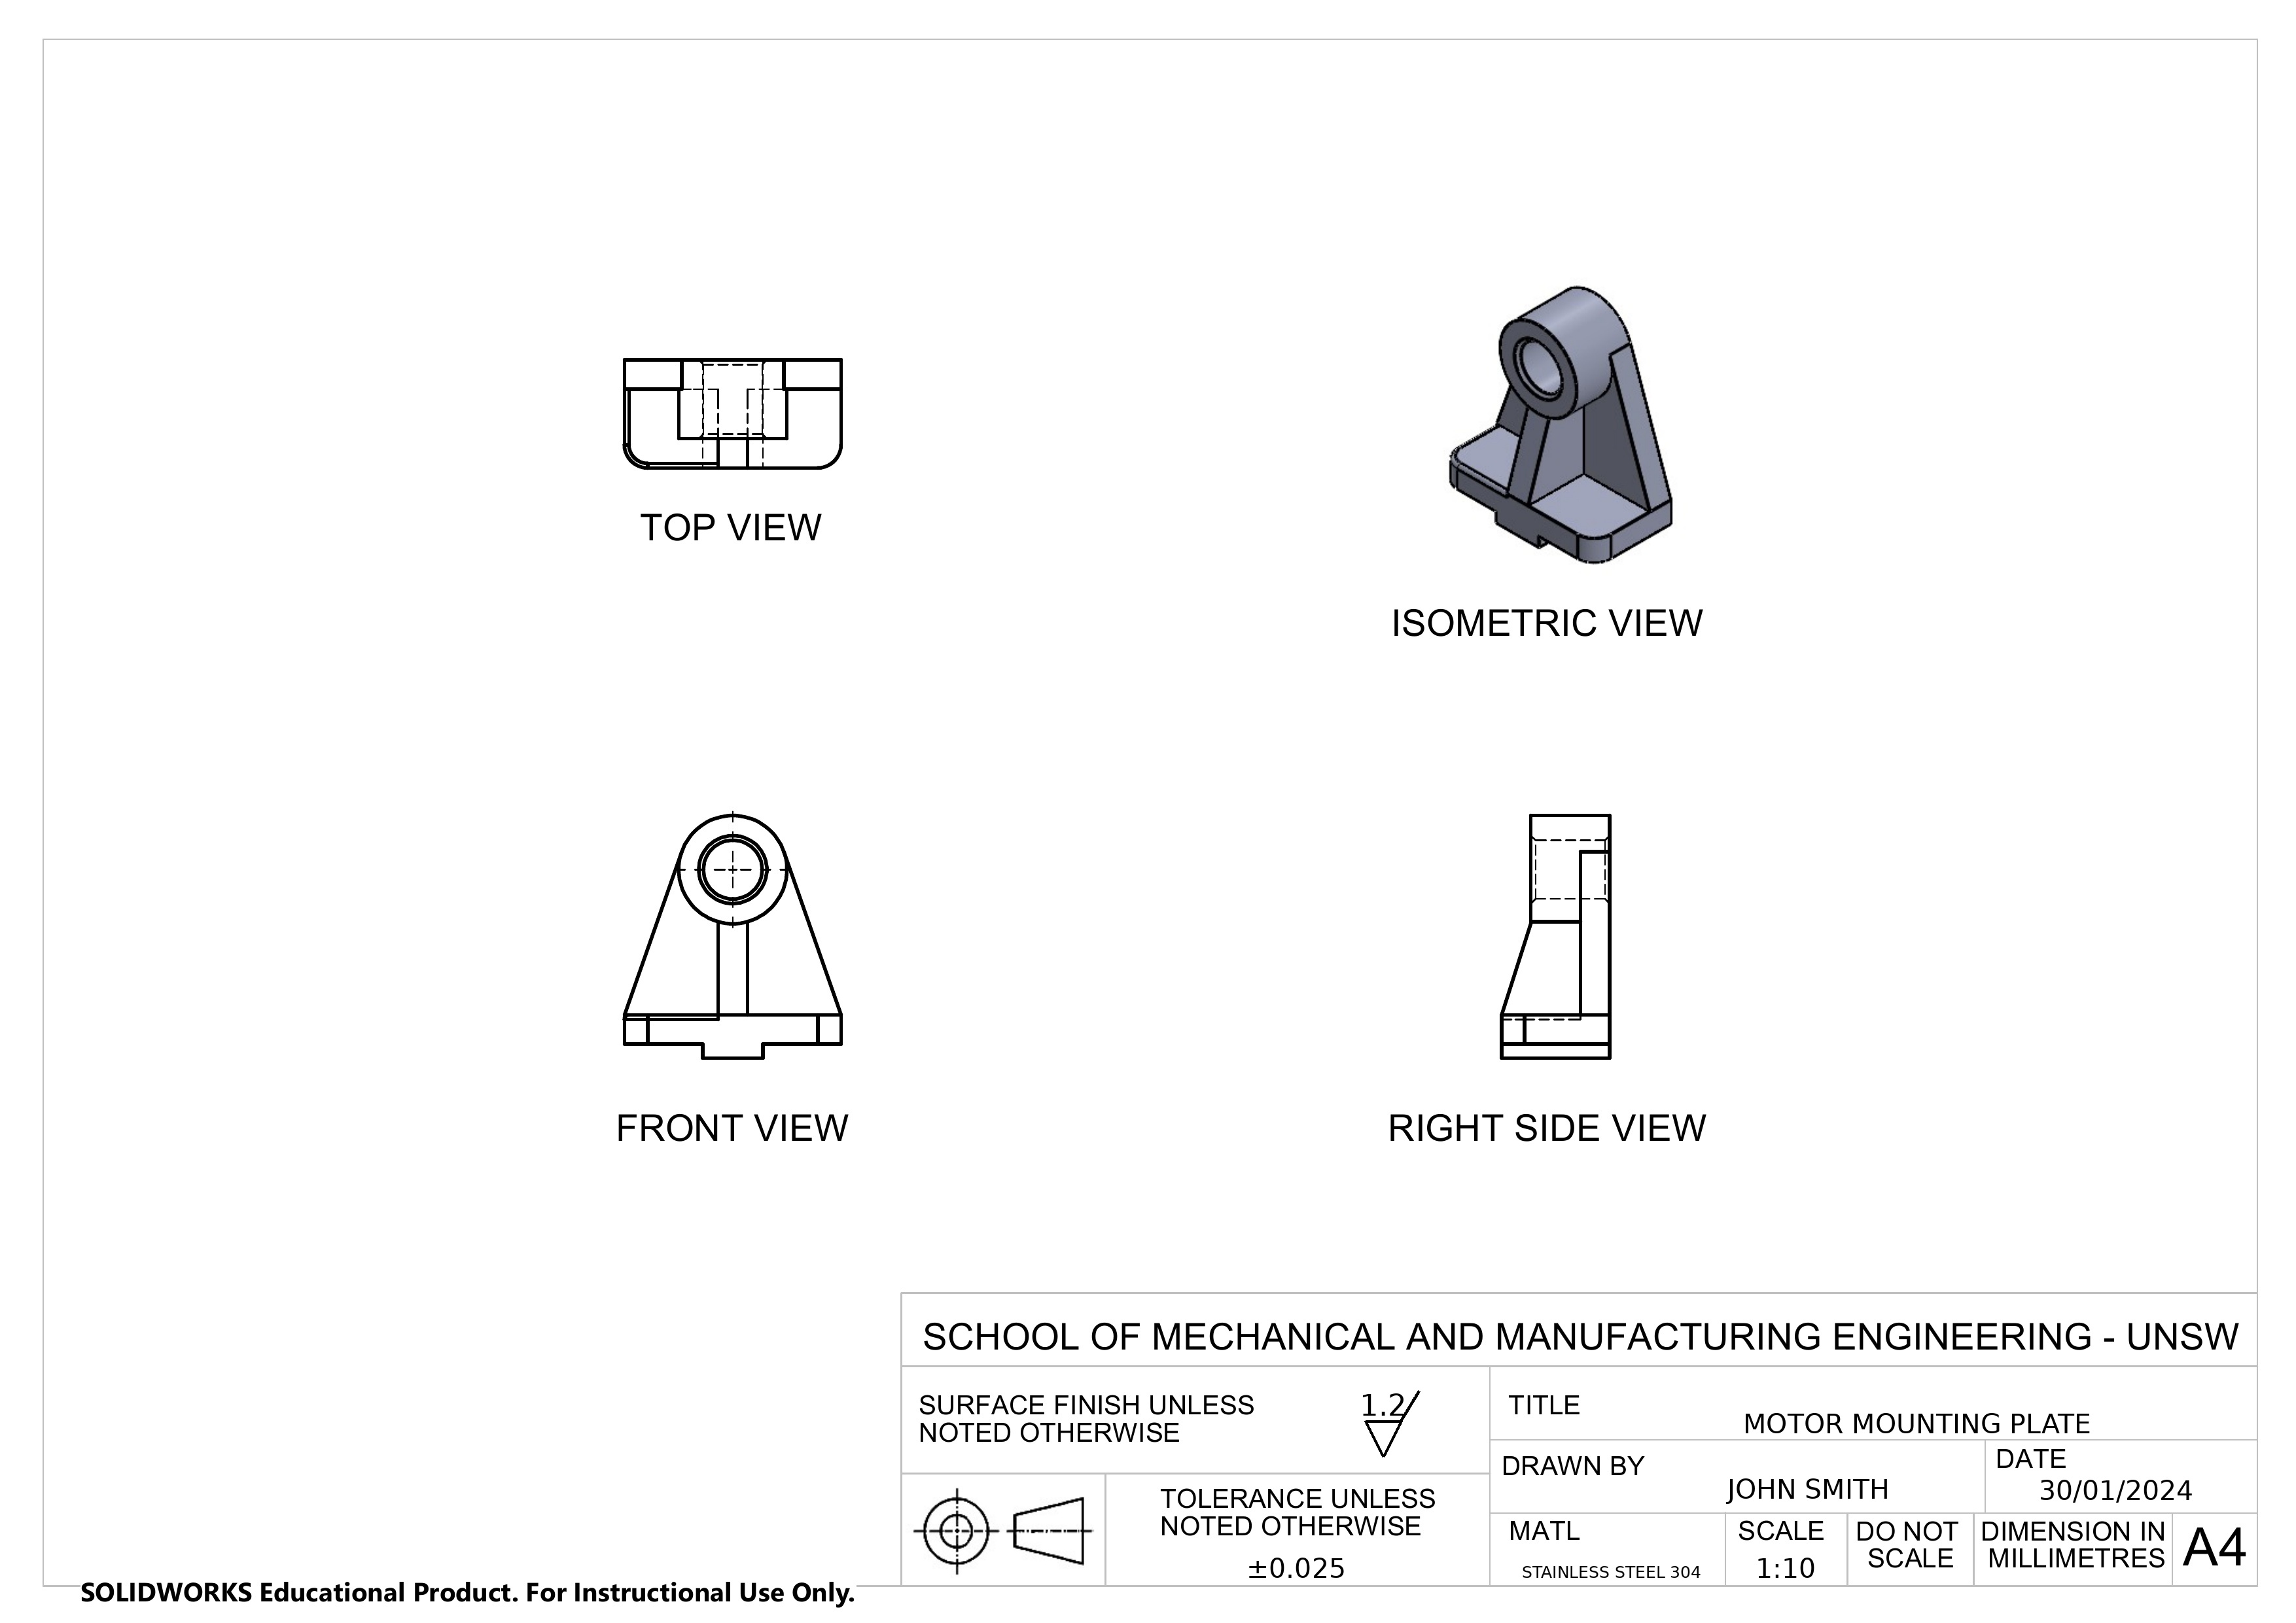 TOP VIEW
ISOMETRIC VIEW
FRONT VIEW
RIGHT SIDE VIEW
SCHOOL OF MECHANICAL AND MANUFACTURING ENGINEERING - UNSW
SURFACE FINISH UNLESS
NOTED OTHERWISE
1.2
TITLE
MOTOR MOUNTING PLATE
DRAWN BY
JOHN SMITH
DATE
30/01/2024
TOLERANCE UNLESS
NOTED OTHERWISE
±0.025
MATL
STAINLESS STEEL 304
SCALE
1:10
DO NOT
SCALE
DIMENSION IN
MILLIMETRES
A4
SOLIDWORKS Educational Product. For Instructional Use Only.